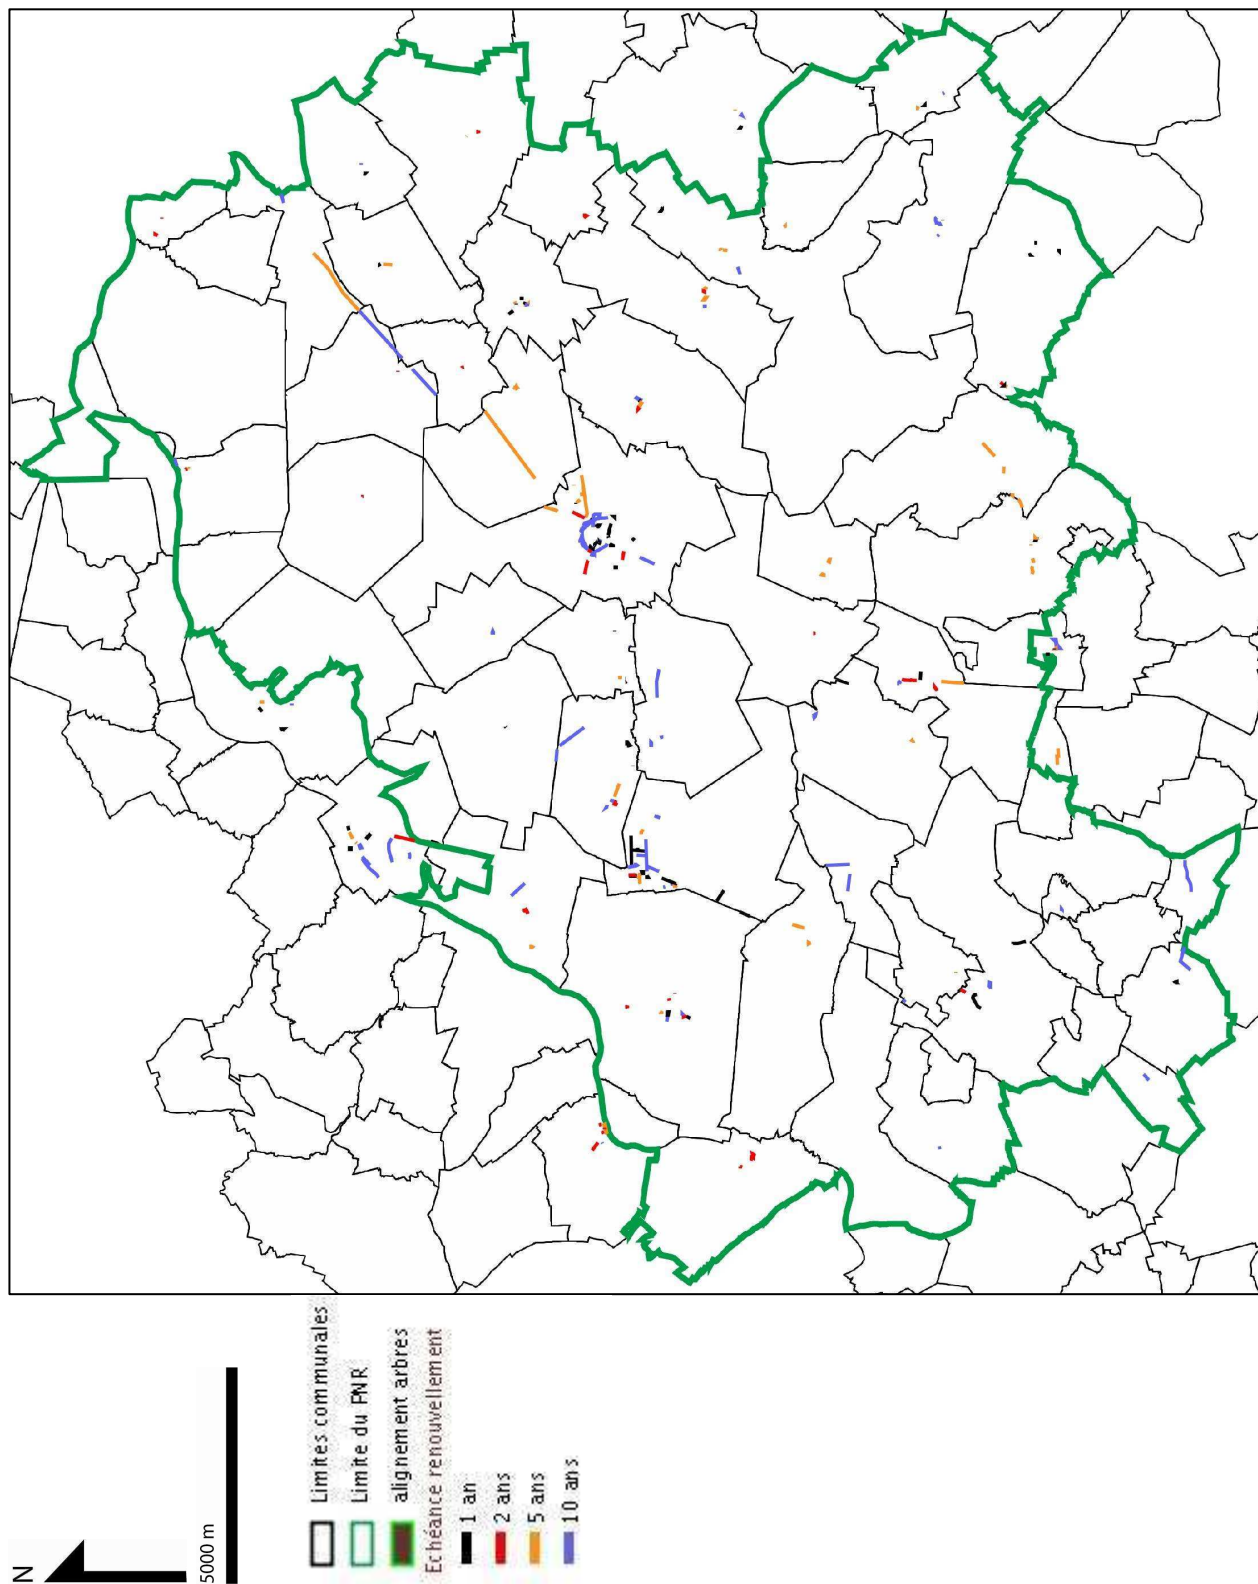 N
5000 m
Limites communales
Limite du PNR
alignement arbres
Echéance renouvellement
1 an
2 ans
5 ans
10 ans